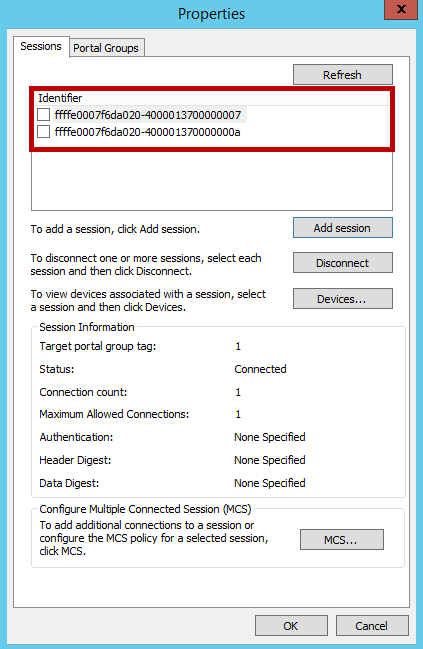 Properties
x
Sessions
Portal Groups
Refresh
Identifier
ffffe0007f6da020-4000013700000007
ffffe0007f6da020-400001370000000a
To add a session, click Add session.
Add session
To disconnect one or more sessions, select each
session and then click Disconnect.
Disconnect
To view devices associated with a session, select
a session and then click Devices.
Devices...
Session Information
Target portal group tag: 1
Status: Connected
Connection count: 1
Maximum Allowed Connections: 1
Authentication: None Specified
Header Digest: None Specified
Data Digest: None Specified
Configure Multiple Connected Session (MCS)
To add additional connections to a session or
configure the MCS policy for a selected session,
click MCS.
MCS...
OK
Cancel